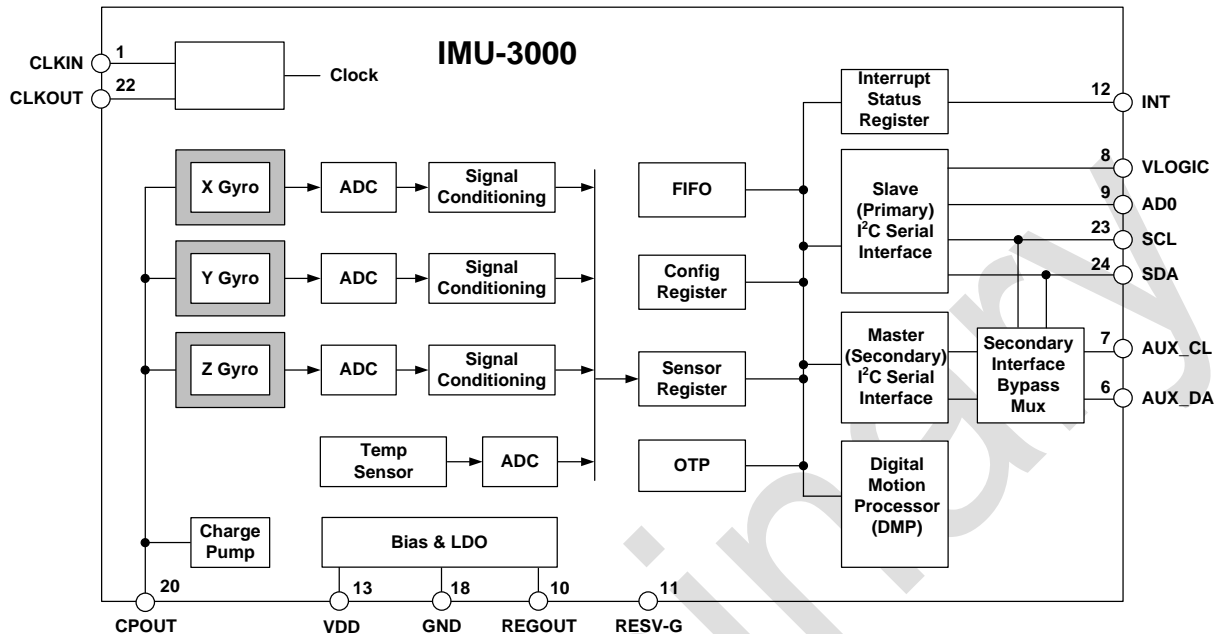 IMU-3000
CLKIN
1
CLKOUT
22
Clock
X Gyro
ADC
Signal
Conditioning
Y Gyro
ADC
Signal
Conditioning
Z Gyro
ADC
Signal
Conditioning
Temp
Sensor
ADC
Charge
Pump
Bias & LDO
FIFO
Config
Register
Sensor
Register
OTP
Interrupt
Status
Register
Slave
(Primary)
I²C Serial
Interface
Master
(Secondary)
I²C Serial
Interface
Secondary
Interface
Bypass
Mux
Digital
Motion
Processor
(DMP)
12
INT
8
VLOGIC
9
AD0
23
SCL
24
SDA
7
AUX_CL
6
AUX_DA
20
CPOUT
13
VDD
18
GND
10
REGOUT
11
RESV-G